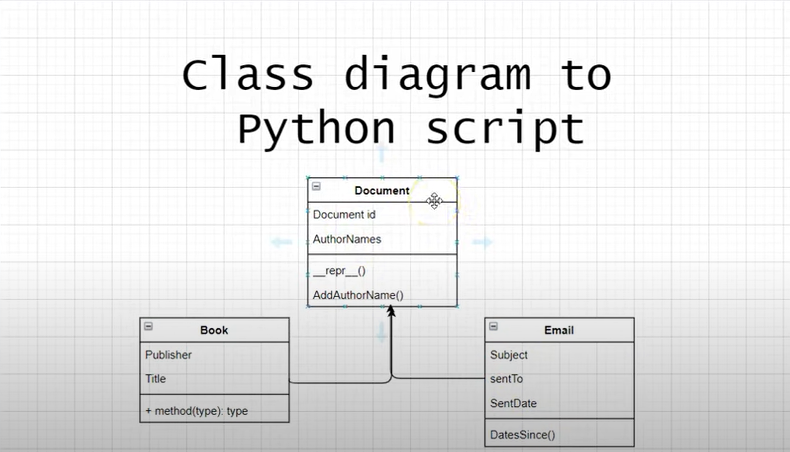 Class diagram to
Python script
Document
Document id
AuthorNames
__repr__()
AddAuthorName()
Book
Publisher
Title
+ method(type): type
Email
Subject
sentTo
SentDate
DatesSince()